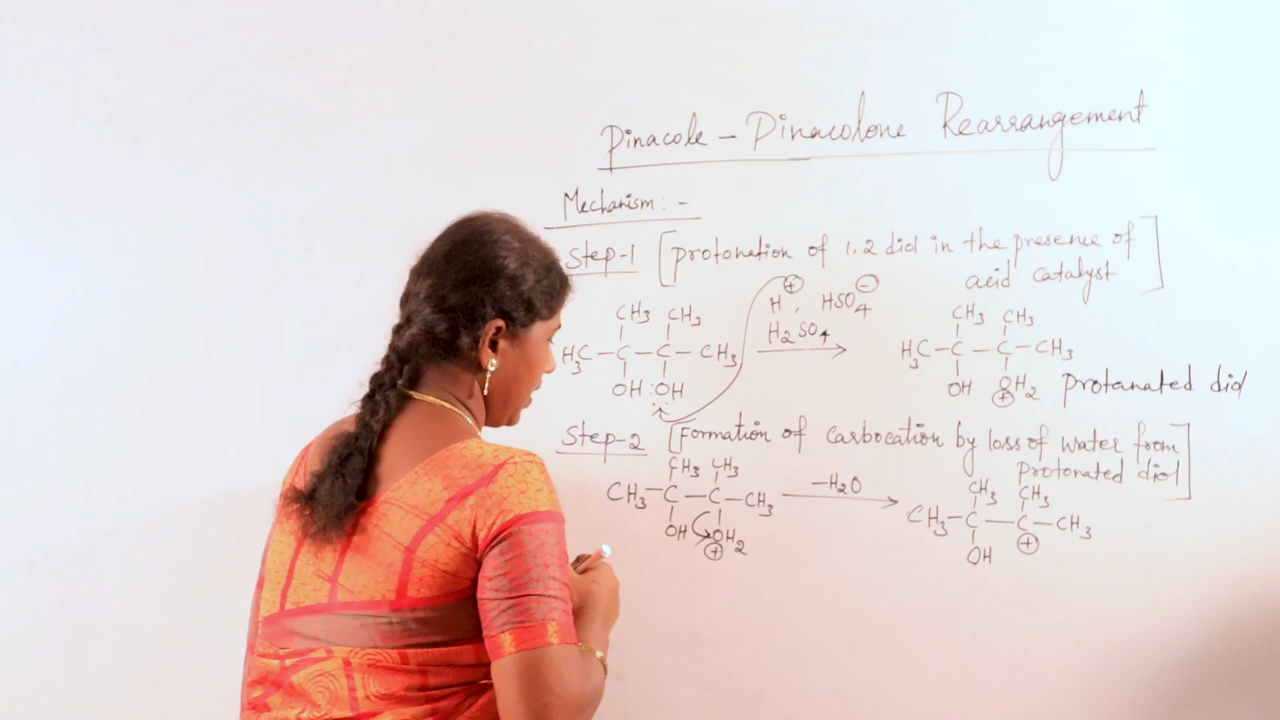 Pinacole - Pinacolone Rearrangement
Mechanism: -
Step-1 [protonation of 1,2 diol in the presence of
acid catalyst]
H⊕, HSO4⊖
CH3 CH3
H2SO4
CH3 CH3
H3C-C-C-CH3
H3C-C-C-CH3
OH :OH
OH OH2 protanated diol
⊕
Step-2 [Formation of carbocation by loss of water from
protonated diol]
CH3 CH3
-H2O
CH3-C-C-CH3
CH3 CH3
OH OH2
⊕
CH3-C-C-CH3
OH ⊕